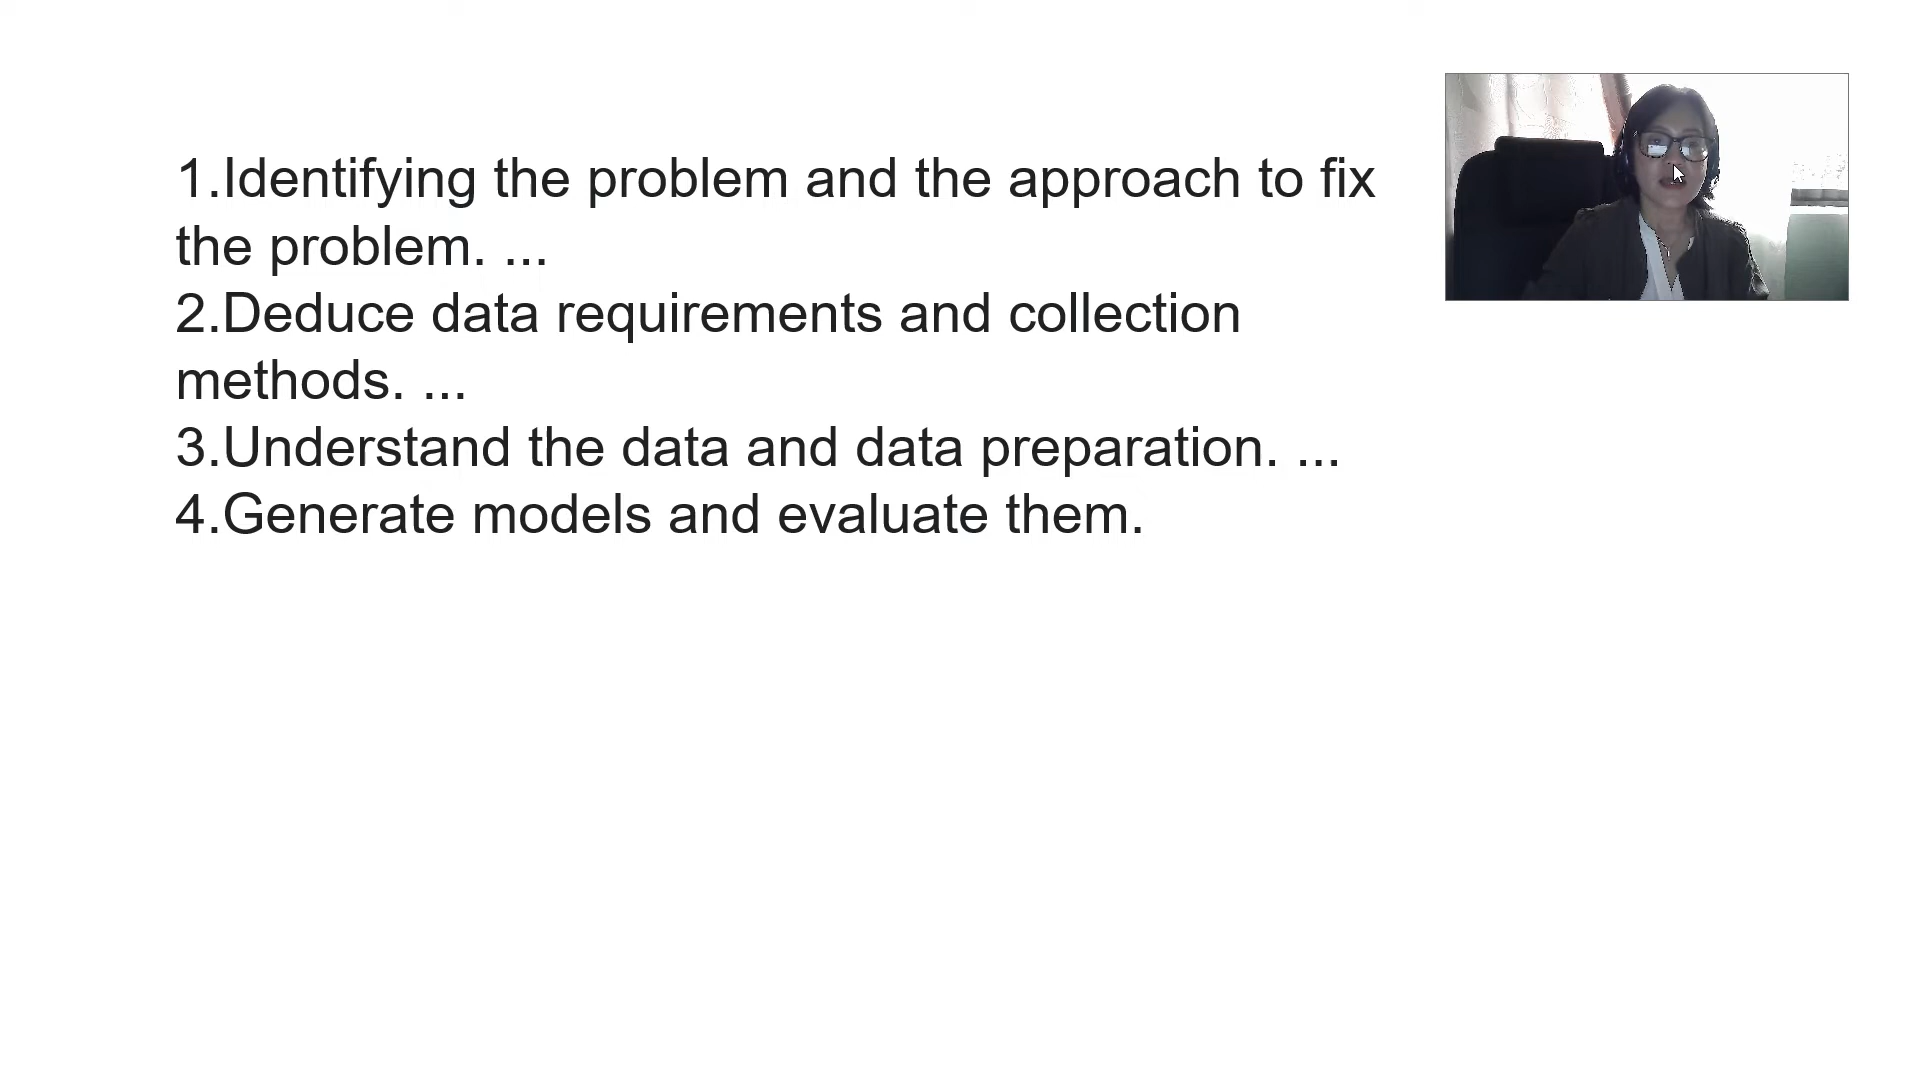 1.Identifying the problem and the approach to fix
the problem. ...
2.Deduce data requirements and collection
methods. ...
3.Understand the data and data preparation. ...
4.Generate models and evaluate them.